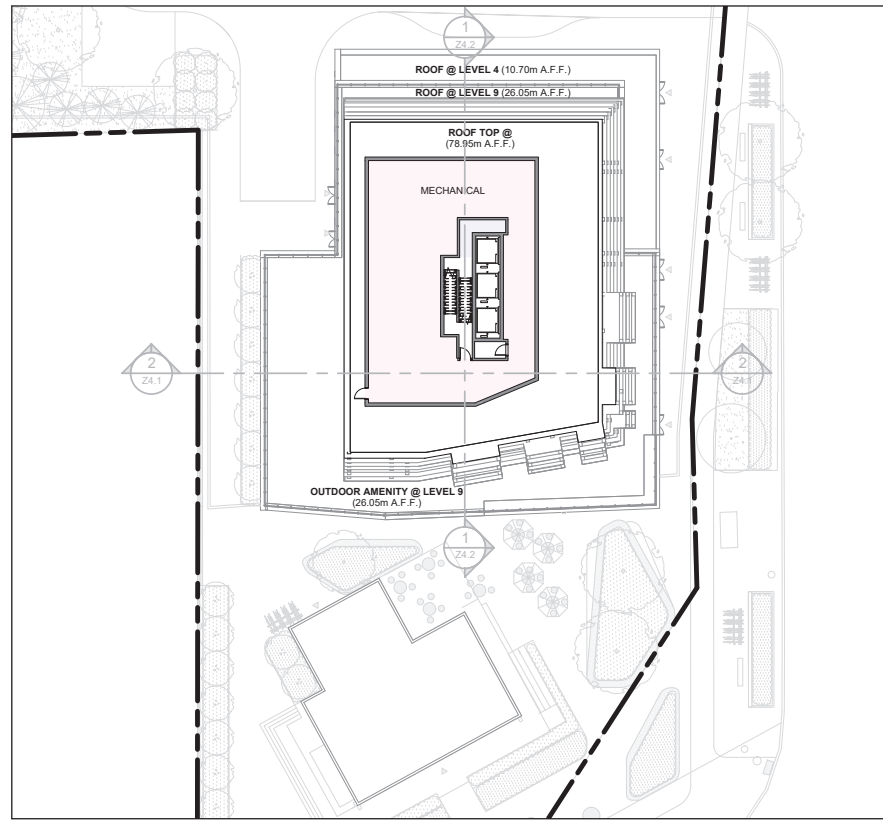 1
Z4.2
ROOF @ LEVEL 4 (10.70m A.F.F.)
ROOF @ LEVEL 9 (26.05m A.F.F.)
ROOF TOP @
(78.95m A.F.F.)
MECHANICAL
2
Z4.1
2
Z4.1
OUTDOOR AMENITY @ LEVEL 9
(26.05m A.F.F.)
1
Z4.2